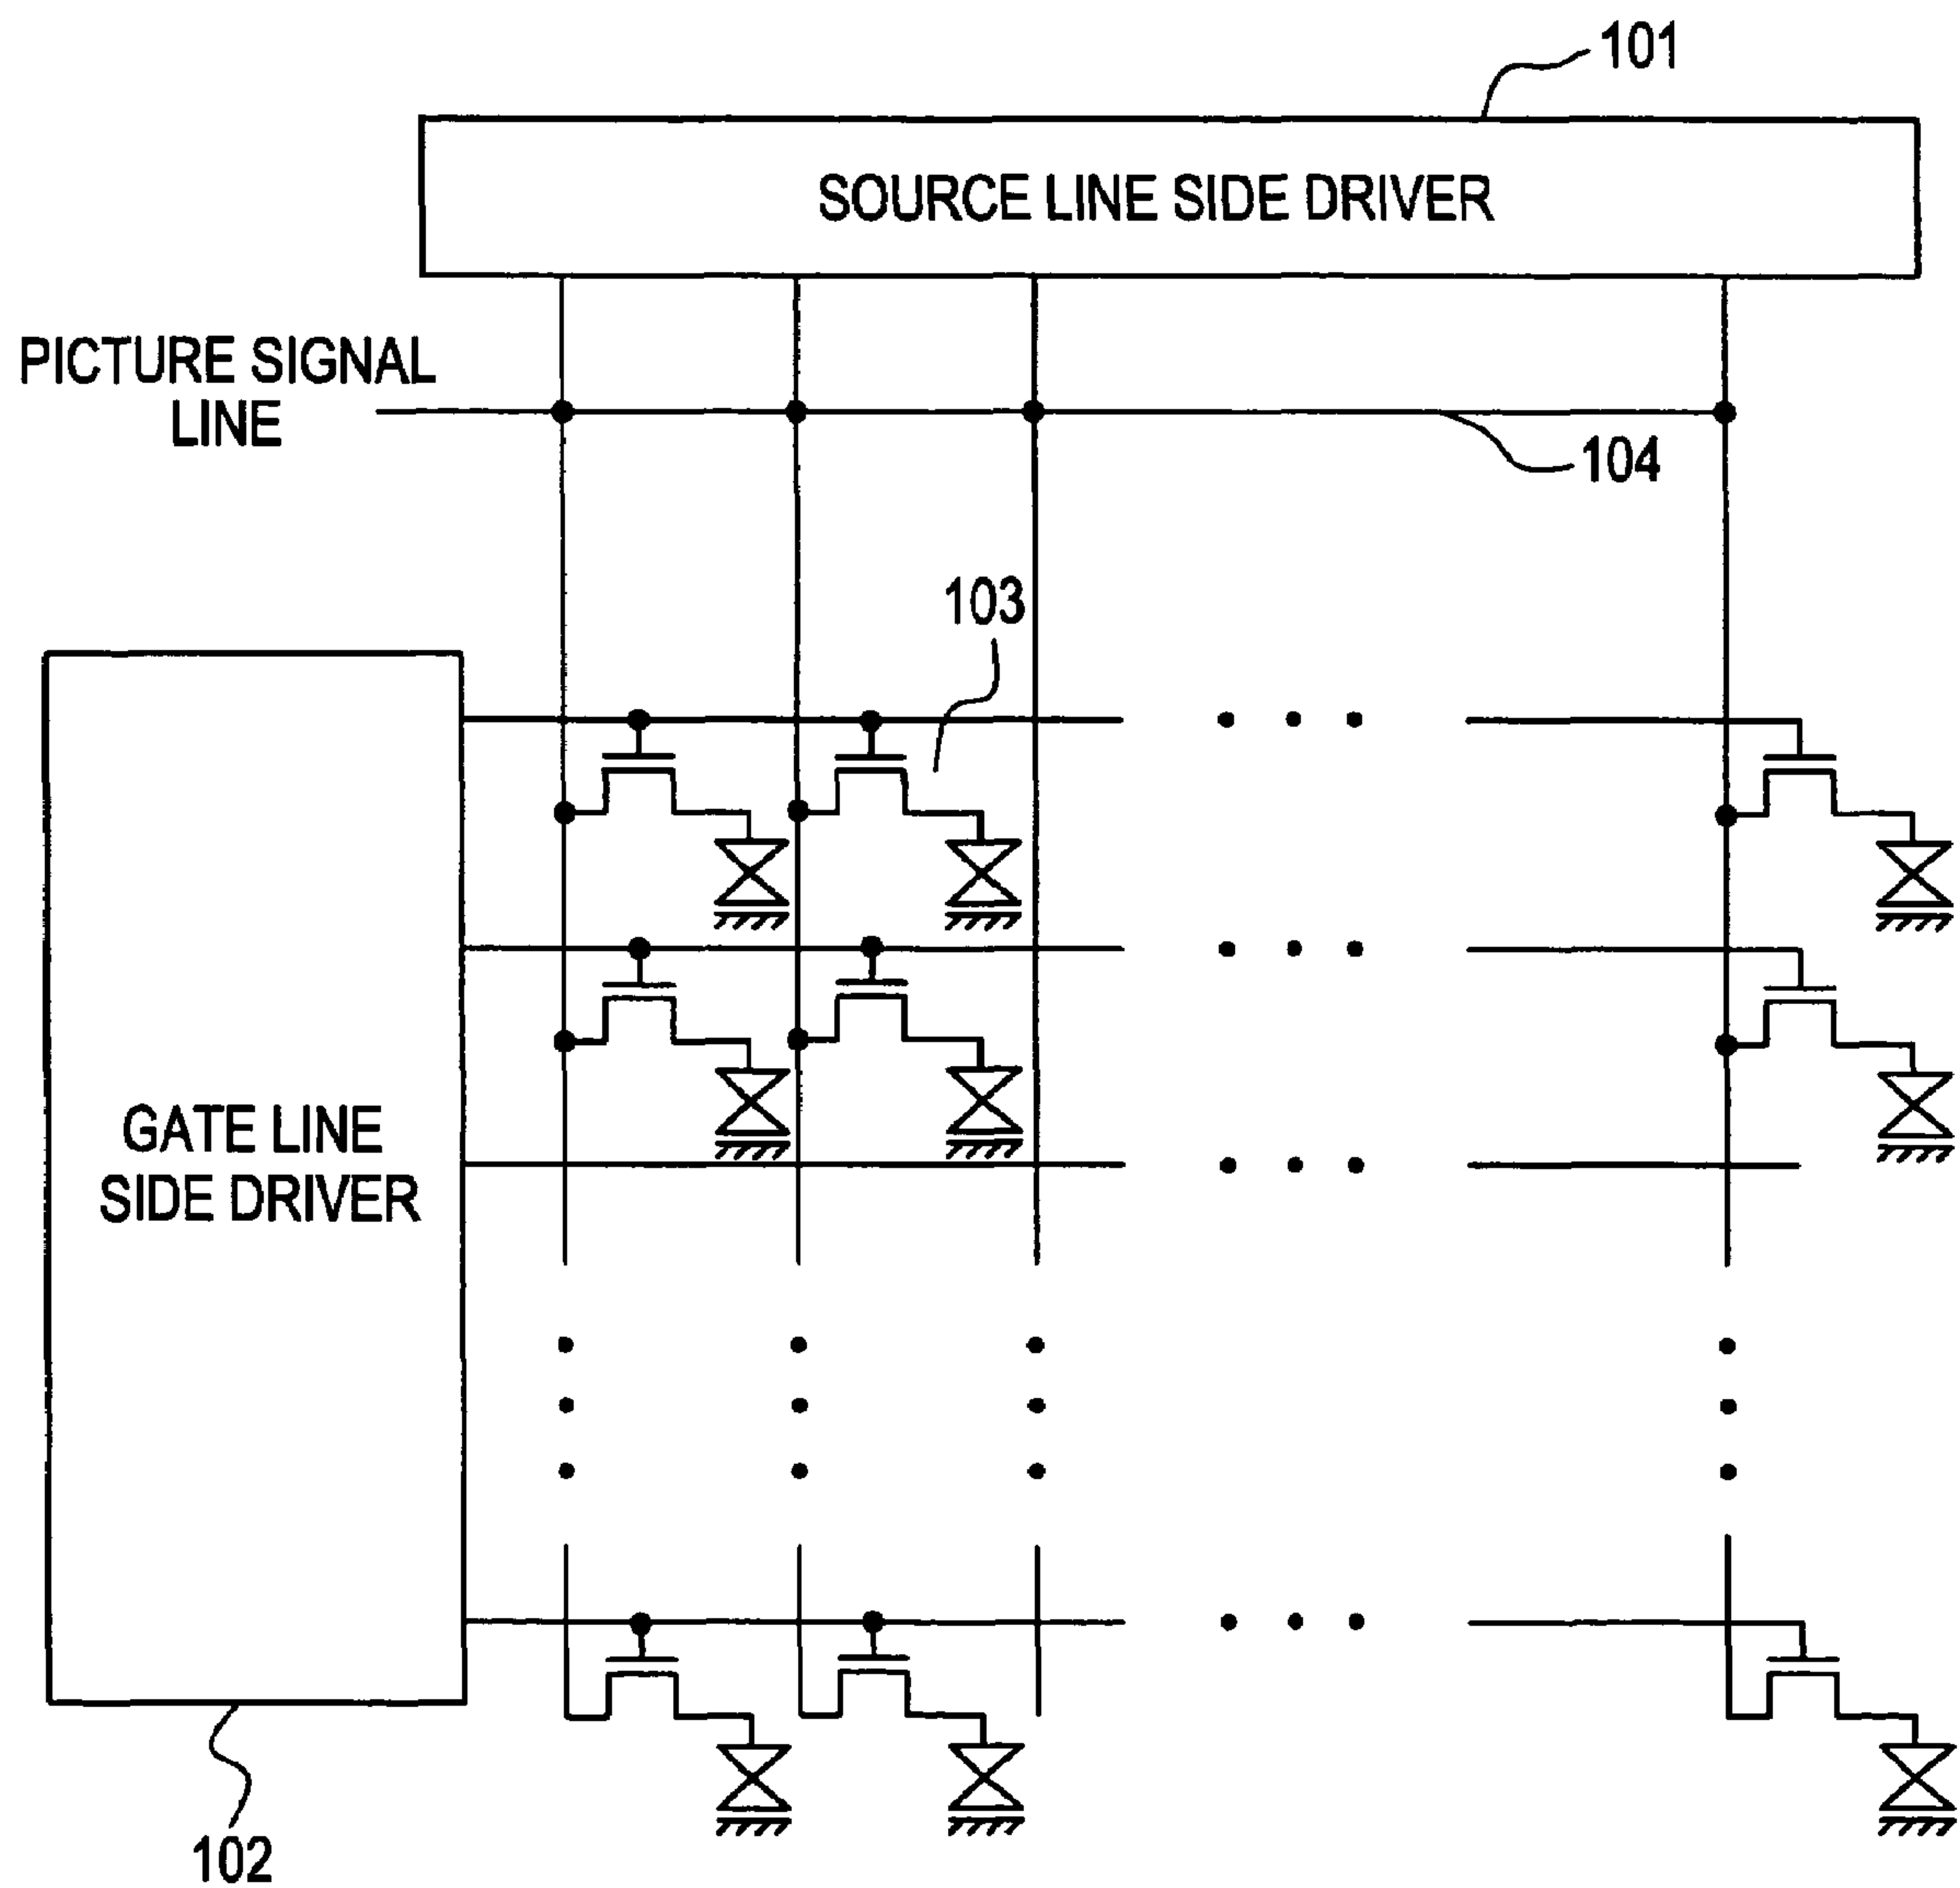 101
SOURCE LINE SIDE DRIVER
PICTURE SIGNAL
LINE
104
103
GATE LINE
SIDE DRIVER
102